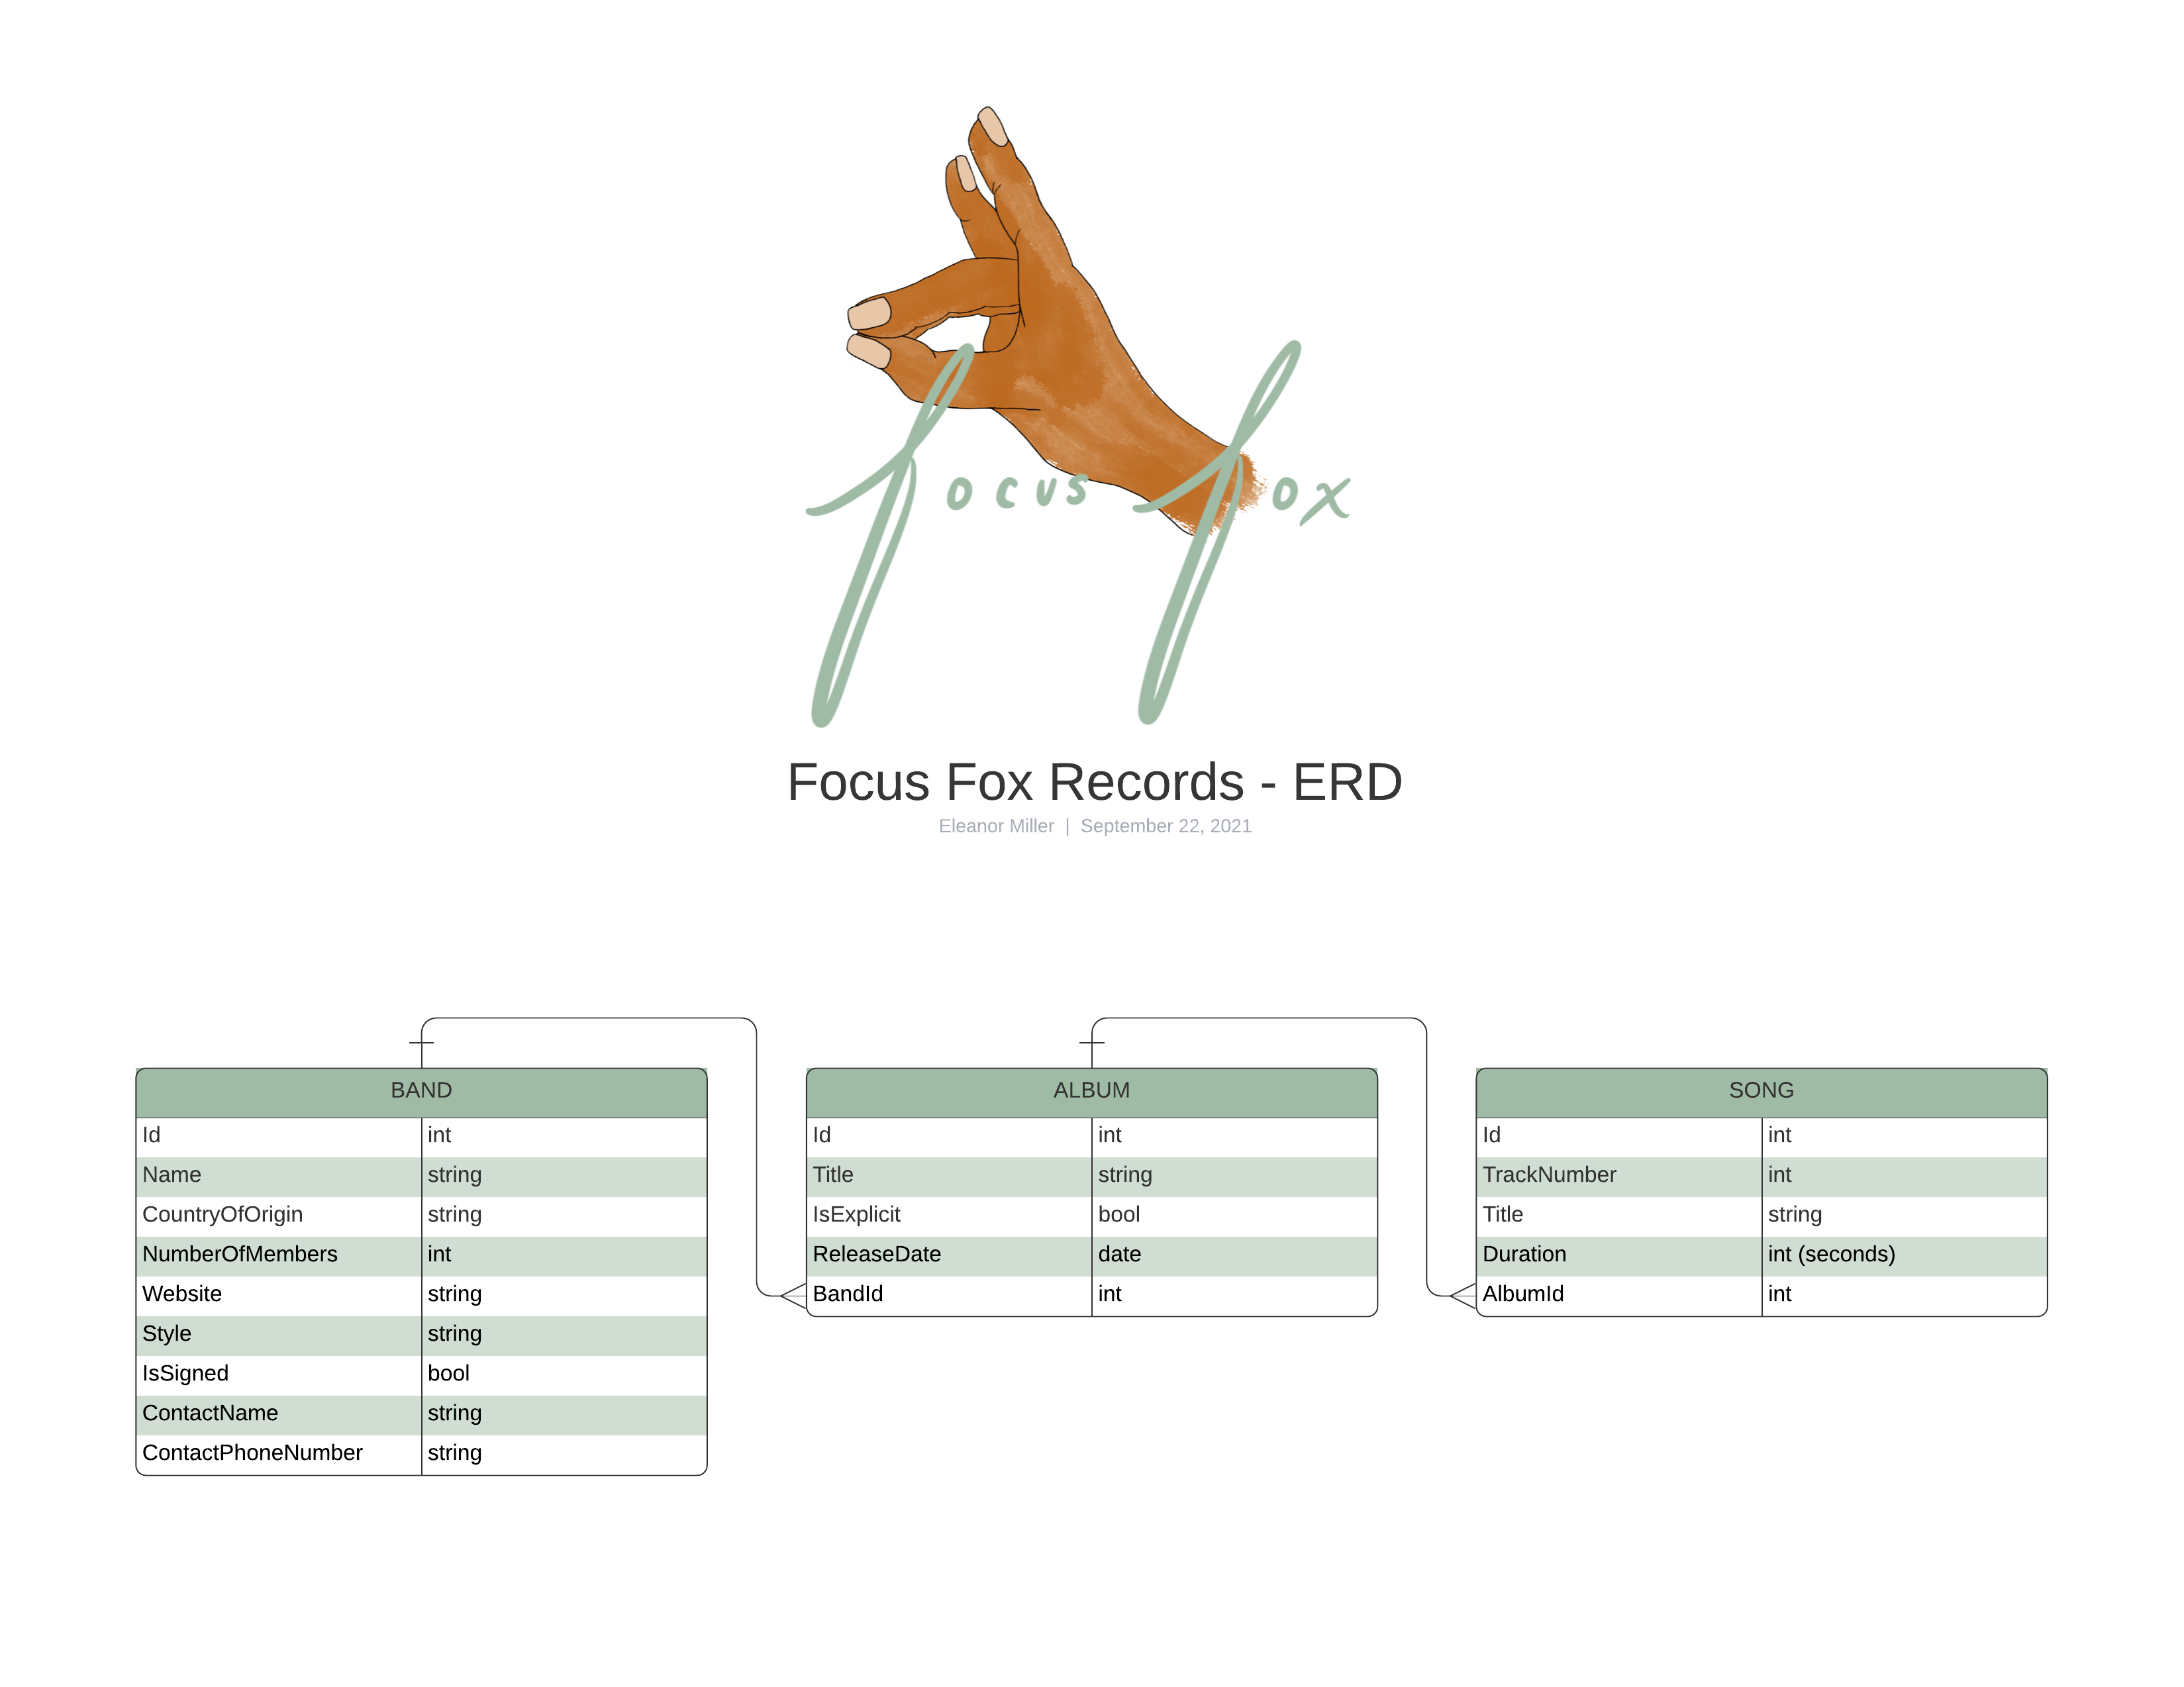 focus fox
Focus Fox Records - ERD
Eleanor Miller | September 22, 2021
BAND
Id int
Name string
CountryOfOrigin string
NumberOfMembers int
Website string
Style string
IsSigned bool
ContactName string
ContactPhoneNumber string
ALBUM
Id int
Title string
IsExplicit bool
ReleaseDate date
BandId int
SONG
Id int
TrackNumber int
Title string
Duration int (seconds)
AlbumId int